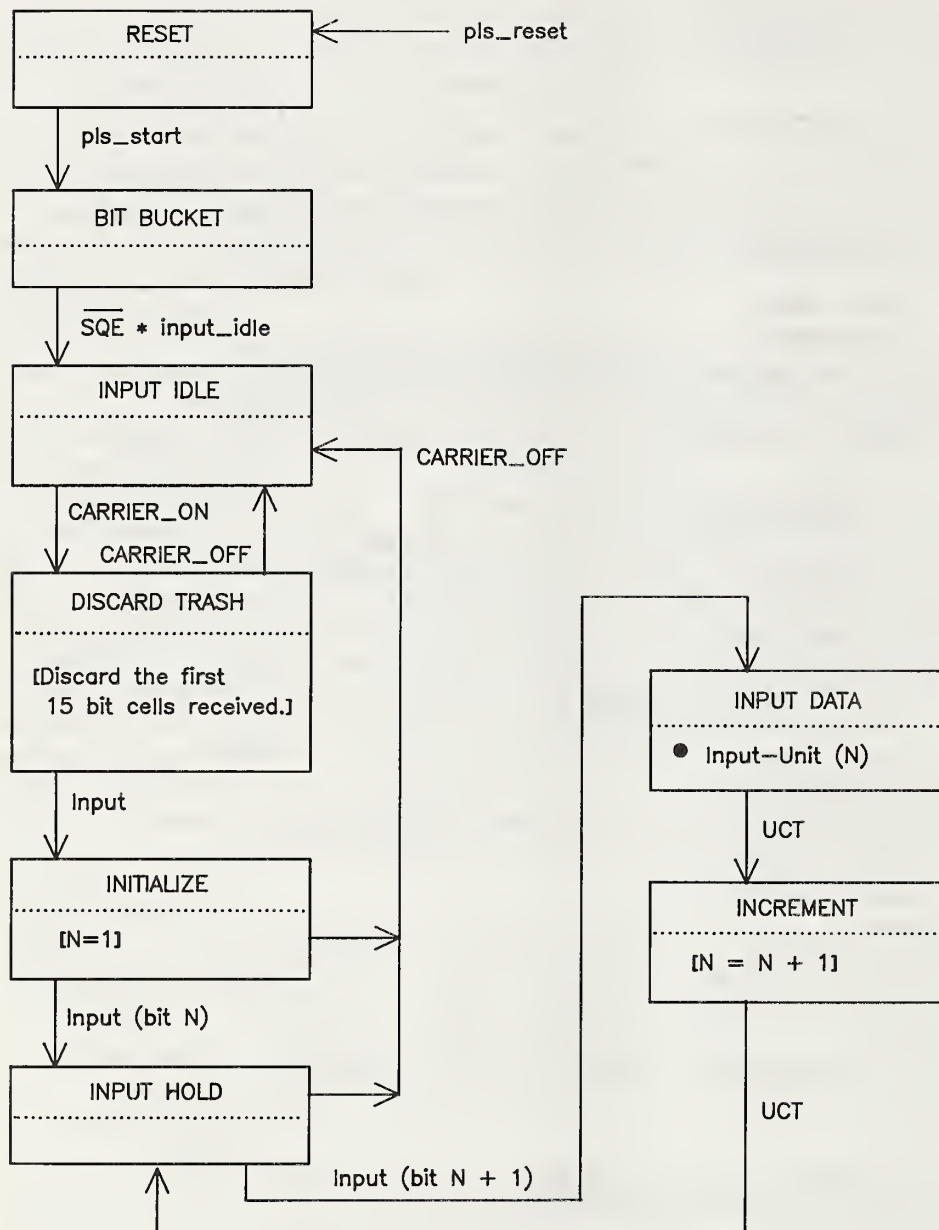 RESET
pls_reset
pls_start
BIT BUCKET
S̅Q̅E̅ * input_idle
INPUT IDLE
CARRIER_OFF
CARRIER_ON
CARRIER_OFF
DISCARD TRASH
[Discard the first
15 bit cells received.]
Input
INITIALIZE
[N=1]
Input (bit N)
INPUT HOLD
Input (bit N + 1)
INPUT DATA
● Input–Unit (N)
UCT
INCREMENT
[N = N + 1]
UCT